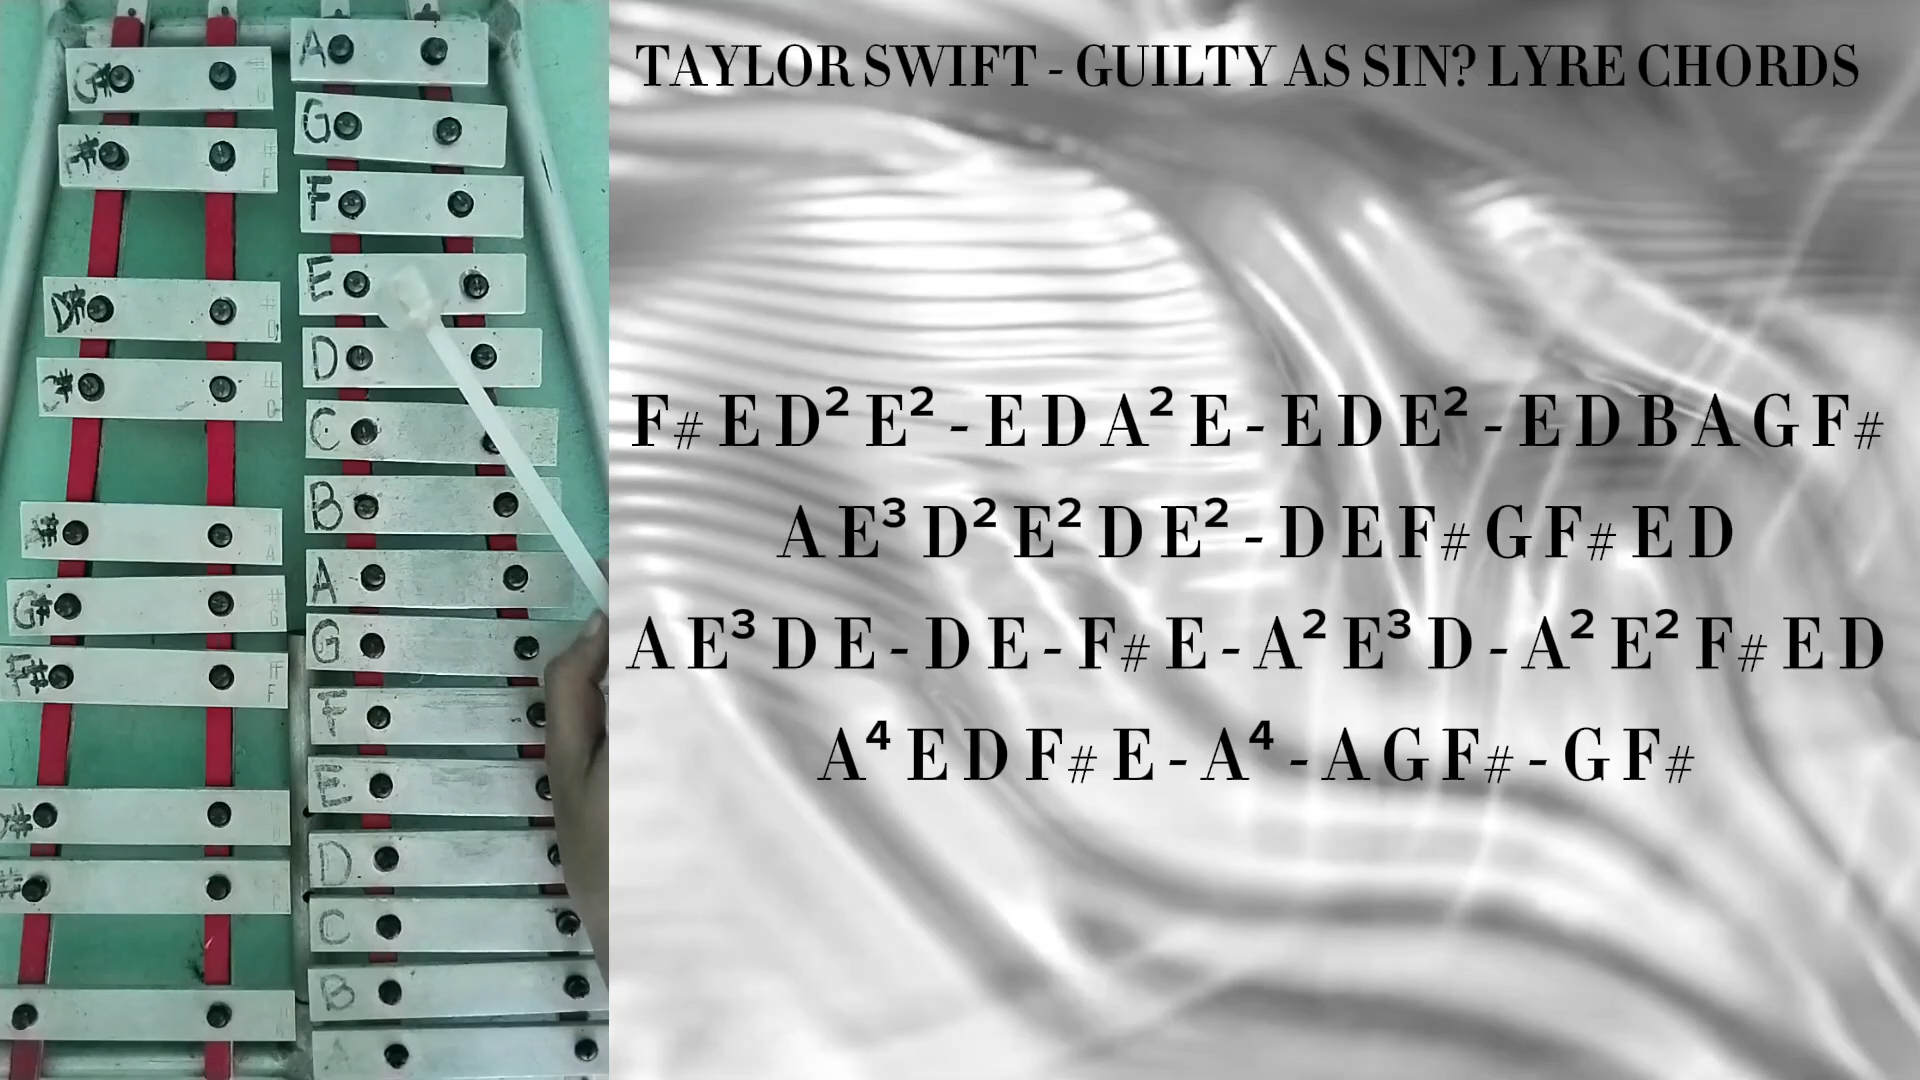 TAYLOR SWIFT - GUILTY AS SIN? LYRE CHORDS
F# E D² E² - E D A² E - E D E² - E D B A G F#
A E³ D² E² D E² - D E F# G F# E D
A E³ D E - D E - F# E - A² E³ D - A² E² F# E D
A⁴ E D F# E - A⁴ - A G F# - G F#
G#
F#
D#
C#
A#
G#
F#
D#
#
A
G
F
E
D
C
B
A
G
F
E
D
C
B
A